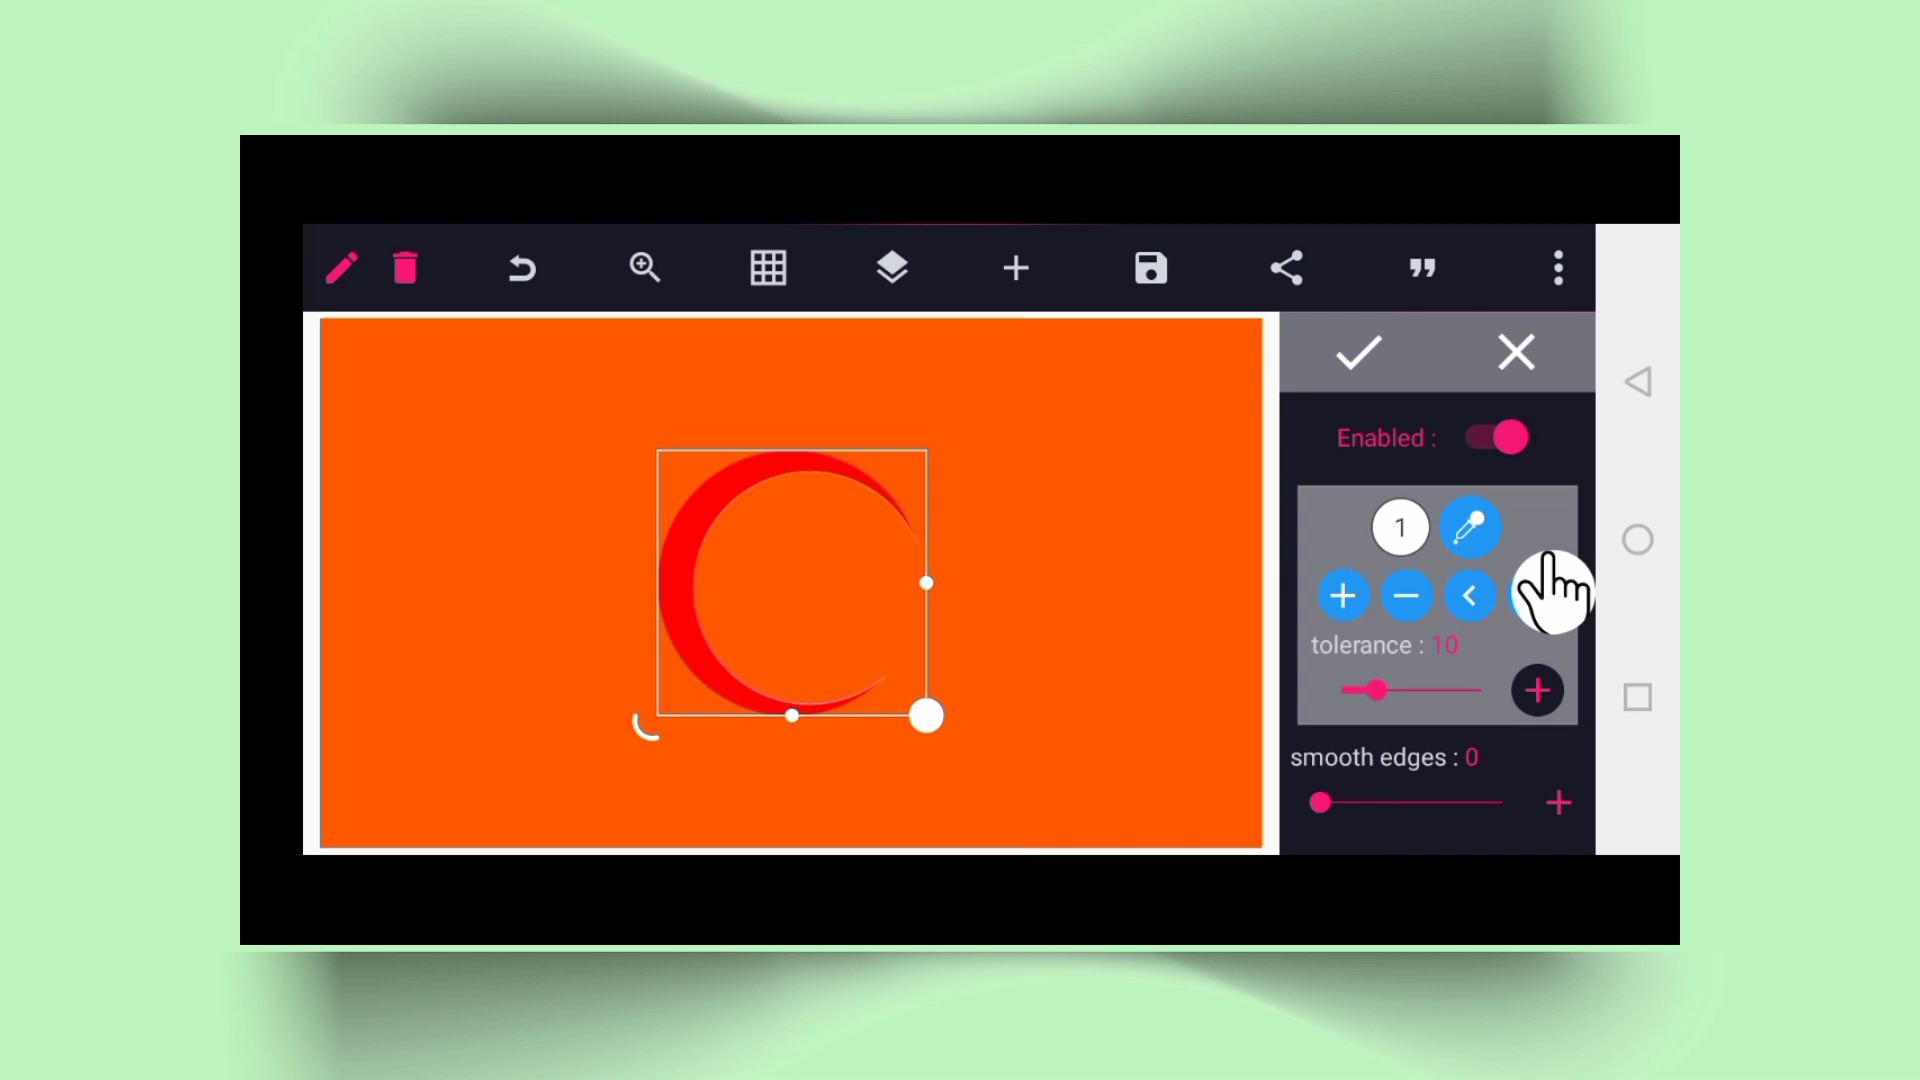 Enabled :
1
tolerance : 10
smooth edges : 0